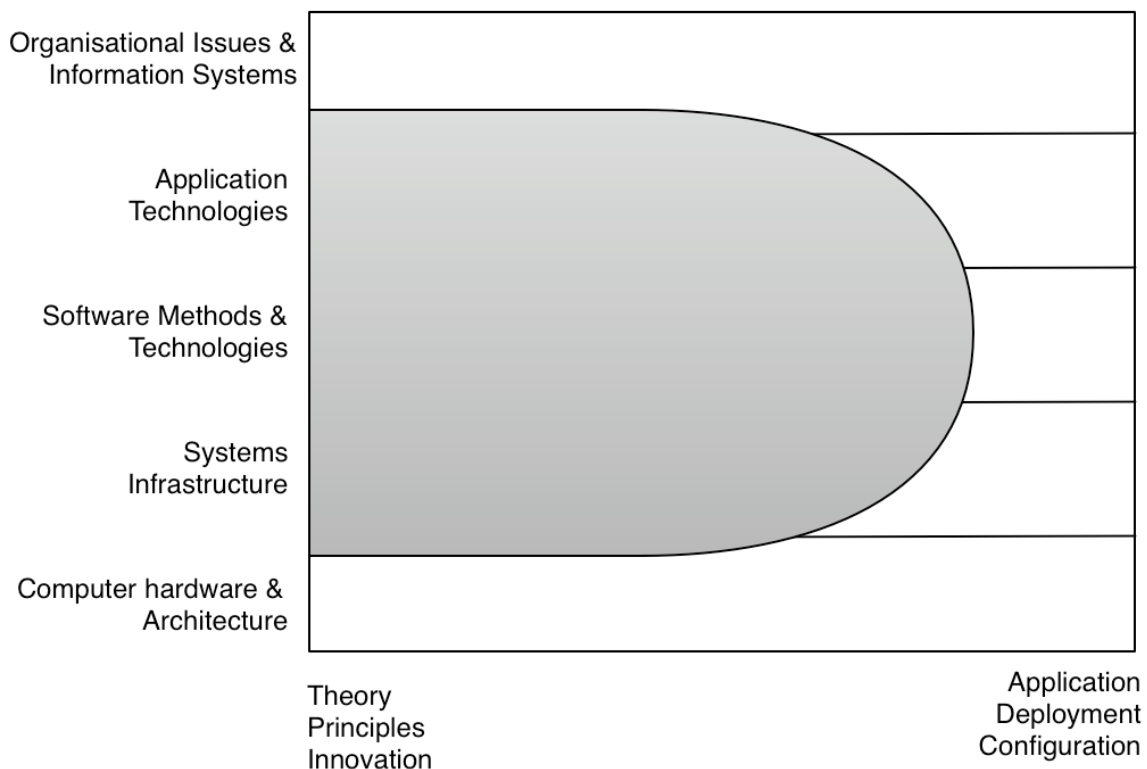 Organisational Issues &
Information Systems
Application
Technologies
Software Methods &
Technologies
Systems
Infrastructure
Computer hardware &
Architecture
Theory
Principles
Innovation
Application
Deployment
Configuration